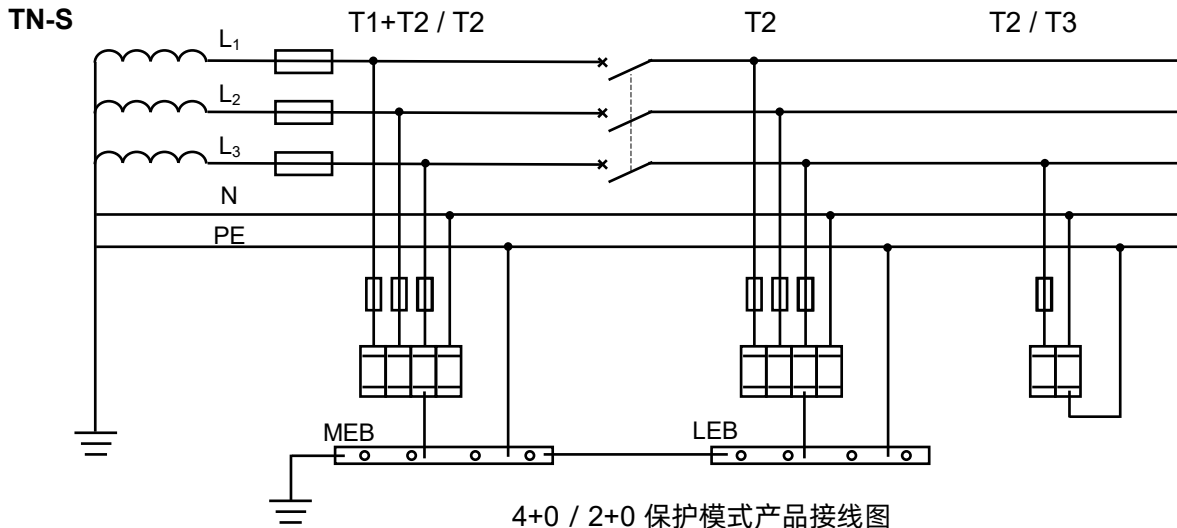 TN-S
T1+T2 / T2
T2
T2 / T3
L₁
L₂
L₃
N
PE
MEB
LEB
4+0 / 2+0 保护模式产品接线图